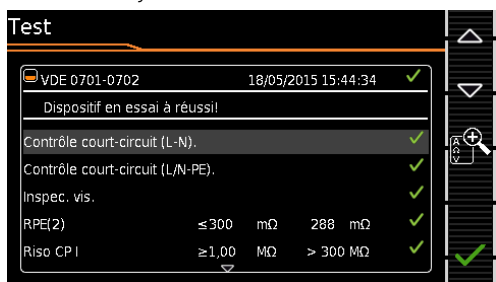 Test
VDE 0701-0702 18/05/2015 15:44:34
Dispositif en essai à réussi!
Contrôle court-circuit (L-N).
Contrôle court-circuit (L/N-PE).
Inspec. vis.
RPE(2) ≤300 mΩ 288 mΩ
Riso CP I ≥1,00 MΩ > 300 MΩ